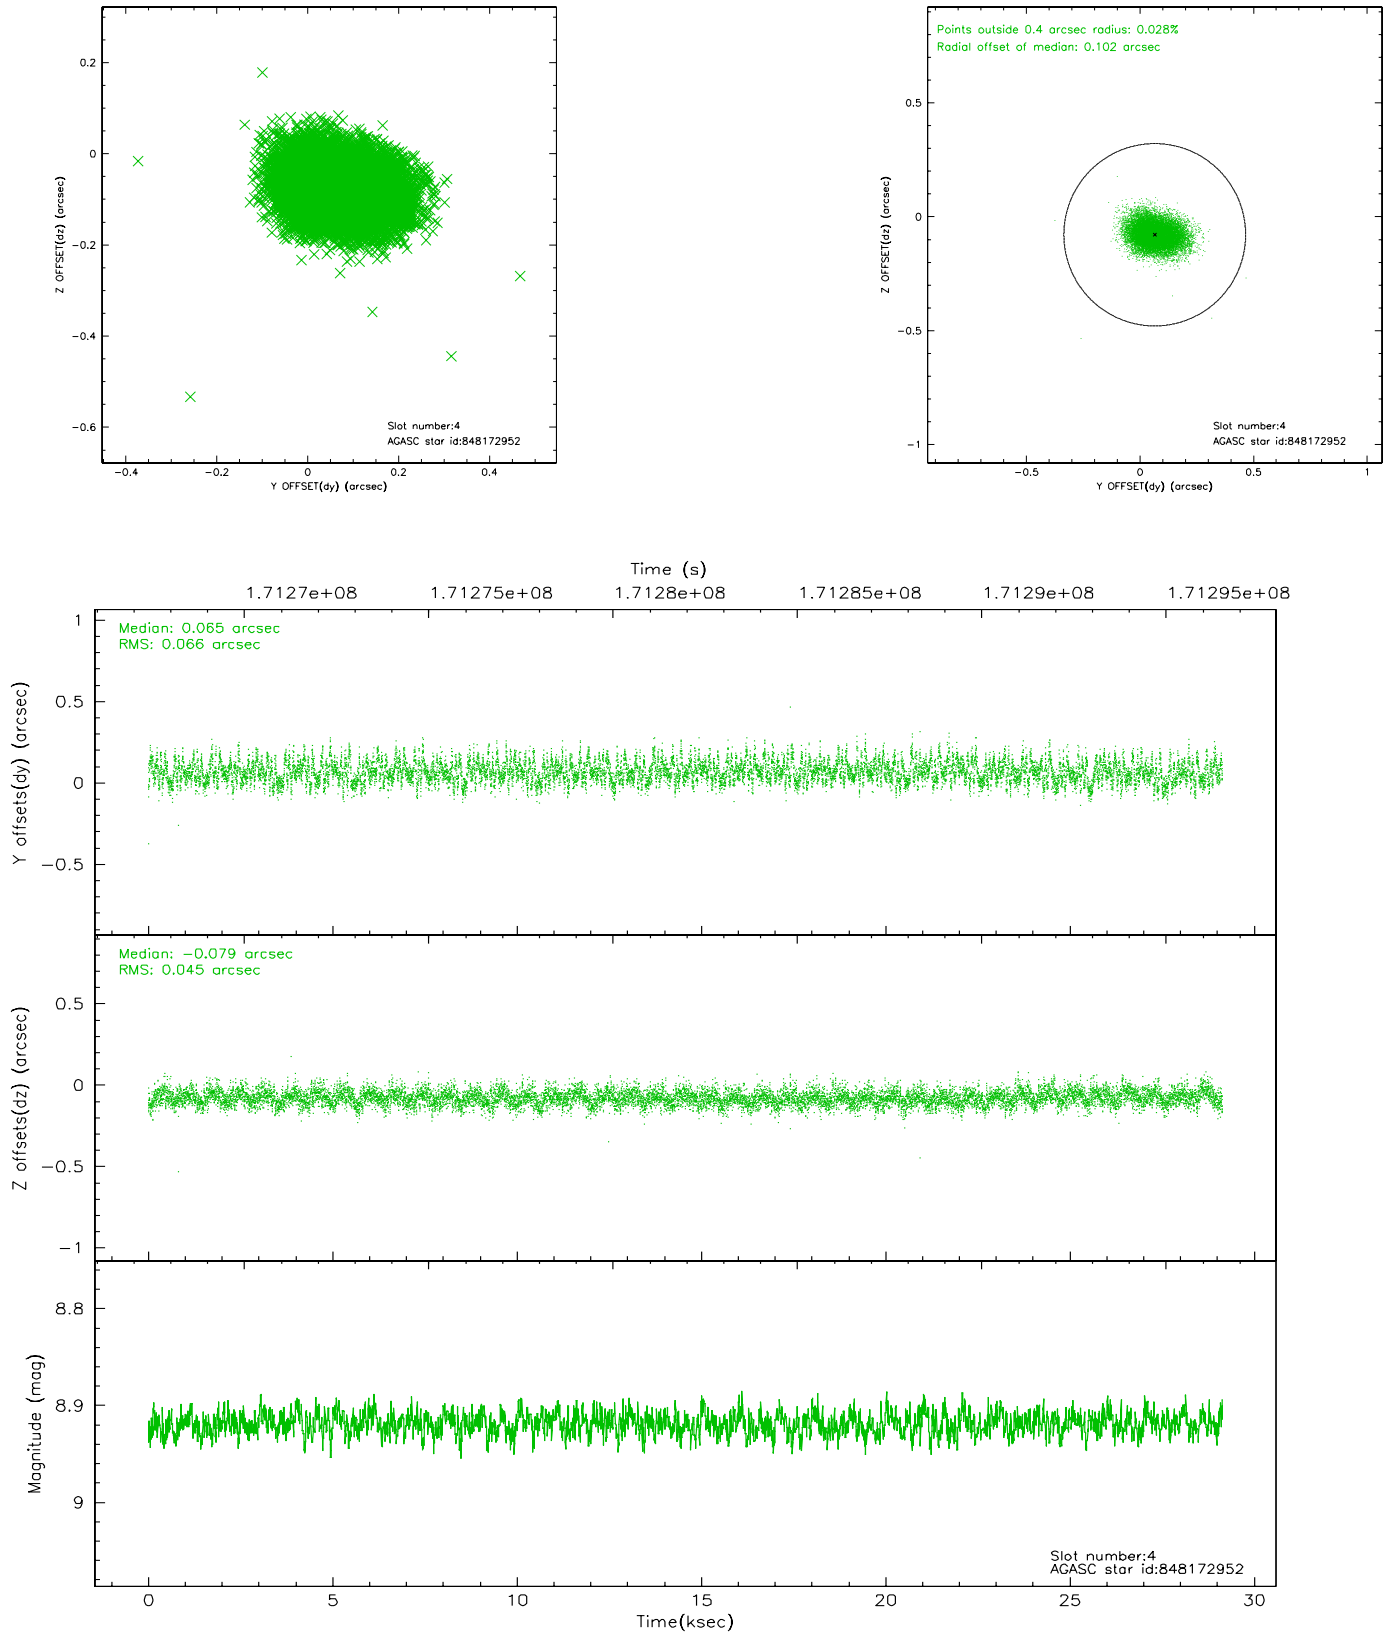 0.2
0
−0.2
−0.4
−0.6
Z OFFSET(dz) (arcsec)
Slot number:4
AGASC star id:848172952
−0.4
−0.2
0
0.2
0.4
Y OFFSET(dy) (arcsec)
Points outside 0.4 arcsec radius: 0.028%
Radial offset of median: 0.102 arcsec
0.5
0
−0.5
−1
Z OFFSET(dz) (arcsec)
Slot number:4
AGASC star id:848172952
−0.5
0
0.5
1
Y OFFSET(dy) (arcsec)
Time (s)
1.7127e+08
1.71275e+08
1.7128e+08
1.71285e+08
1.7129e+08
1.71295e+08
Median: 0.065 arcsec
RMS: 0.066 arcsec
1
0.5
0
−0.5
Y offsets(dy) (arcsec)
Median: −0.079 arcsec
RMS: 0.045 arcsec
0.5
0
−0.5
−1
Z offsets(dz) (arcsec)
8.8
8.9
9
Magnitude (mag)
Slot number:4
AGASC star id:848172952
0
5
10
15
20
25
30
Time(ksec)